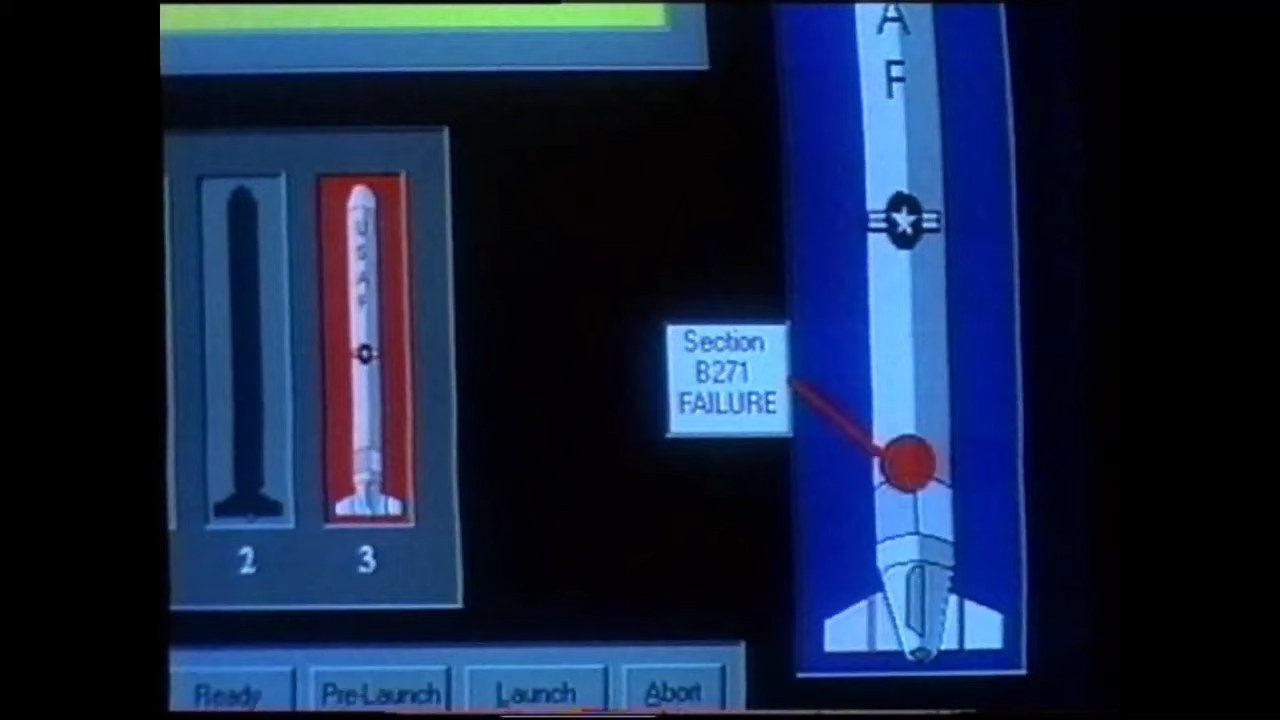 A
F
U
S
A
F
Section
B271
FAILURE
2
3
Ready
Pre-Launch
Launch
Abort